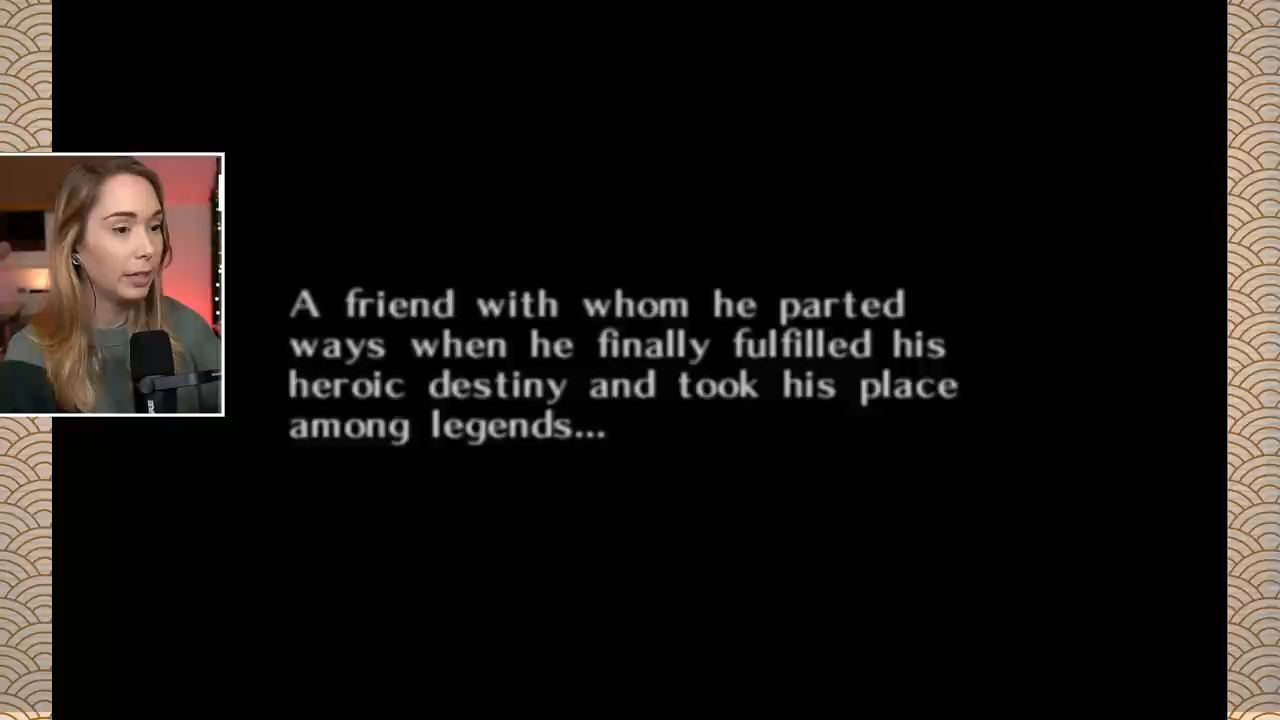 A friend with whom he parted
ways when he finally fulfilled his
heroic destiny and took his place
among legends...